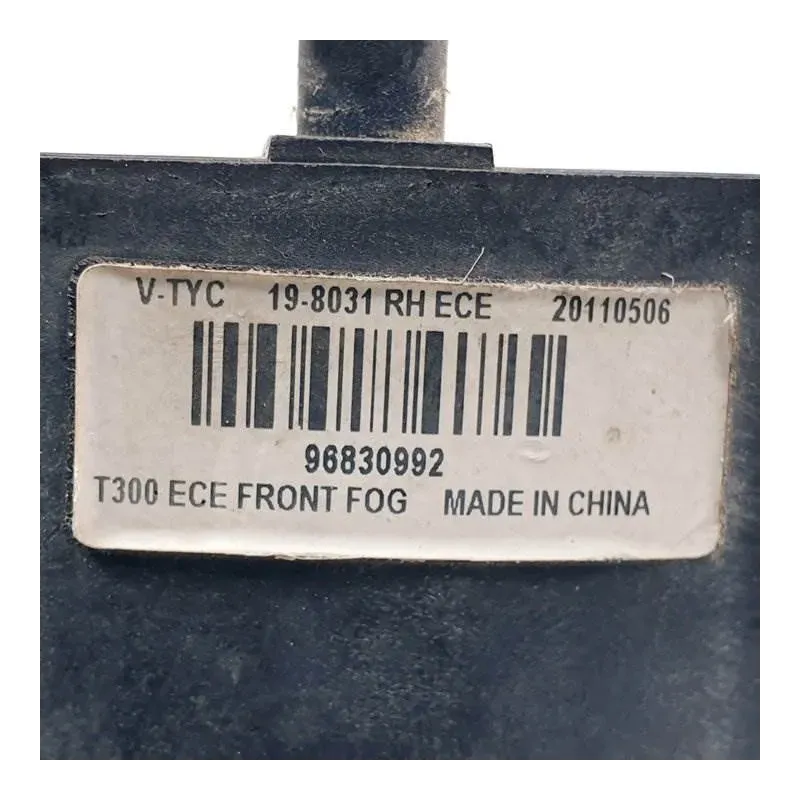 V-TYC 19-8031 RH ECE 20110506
96830992
T300 ECE FRONT FOG MADE IN CHINA